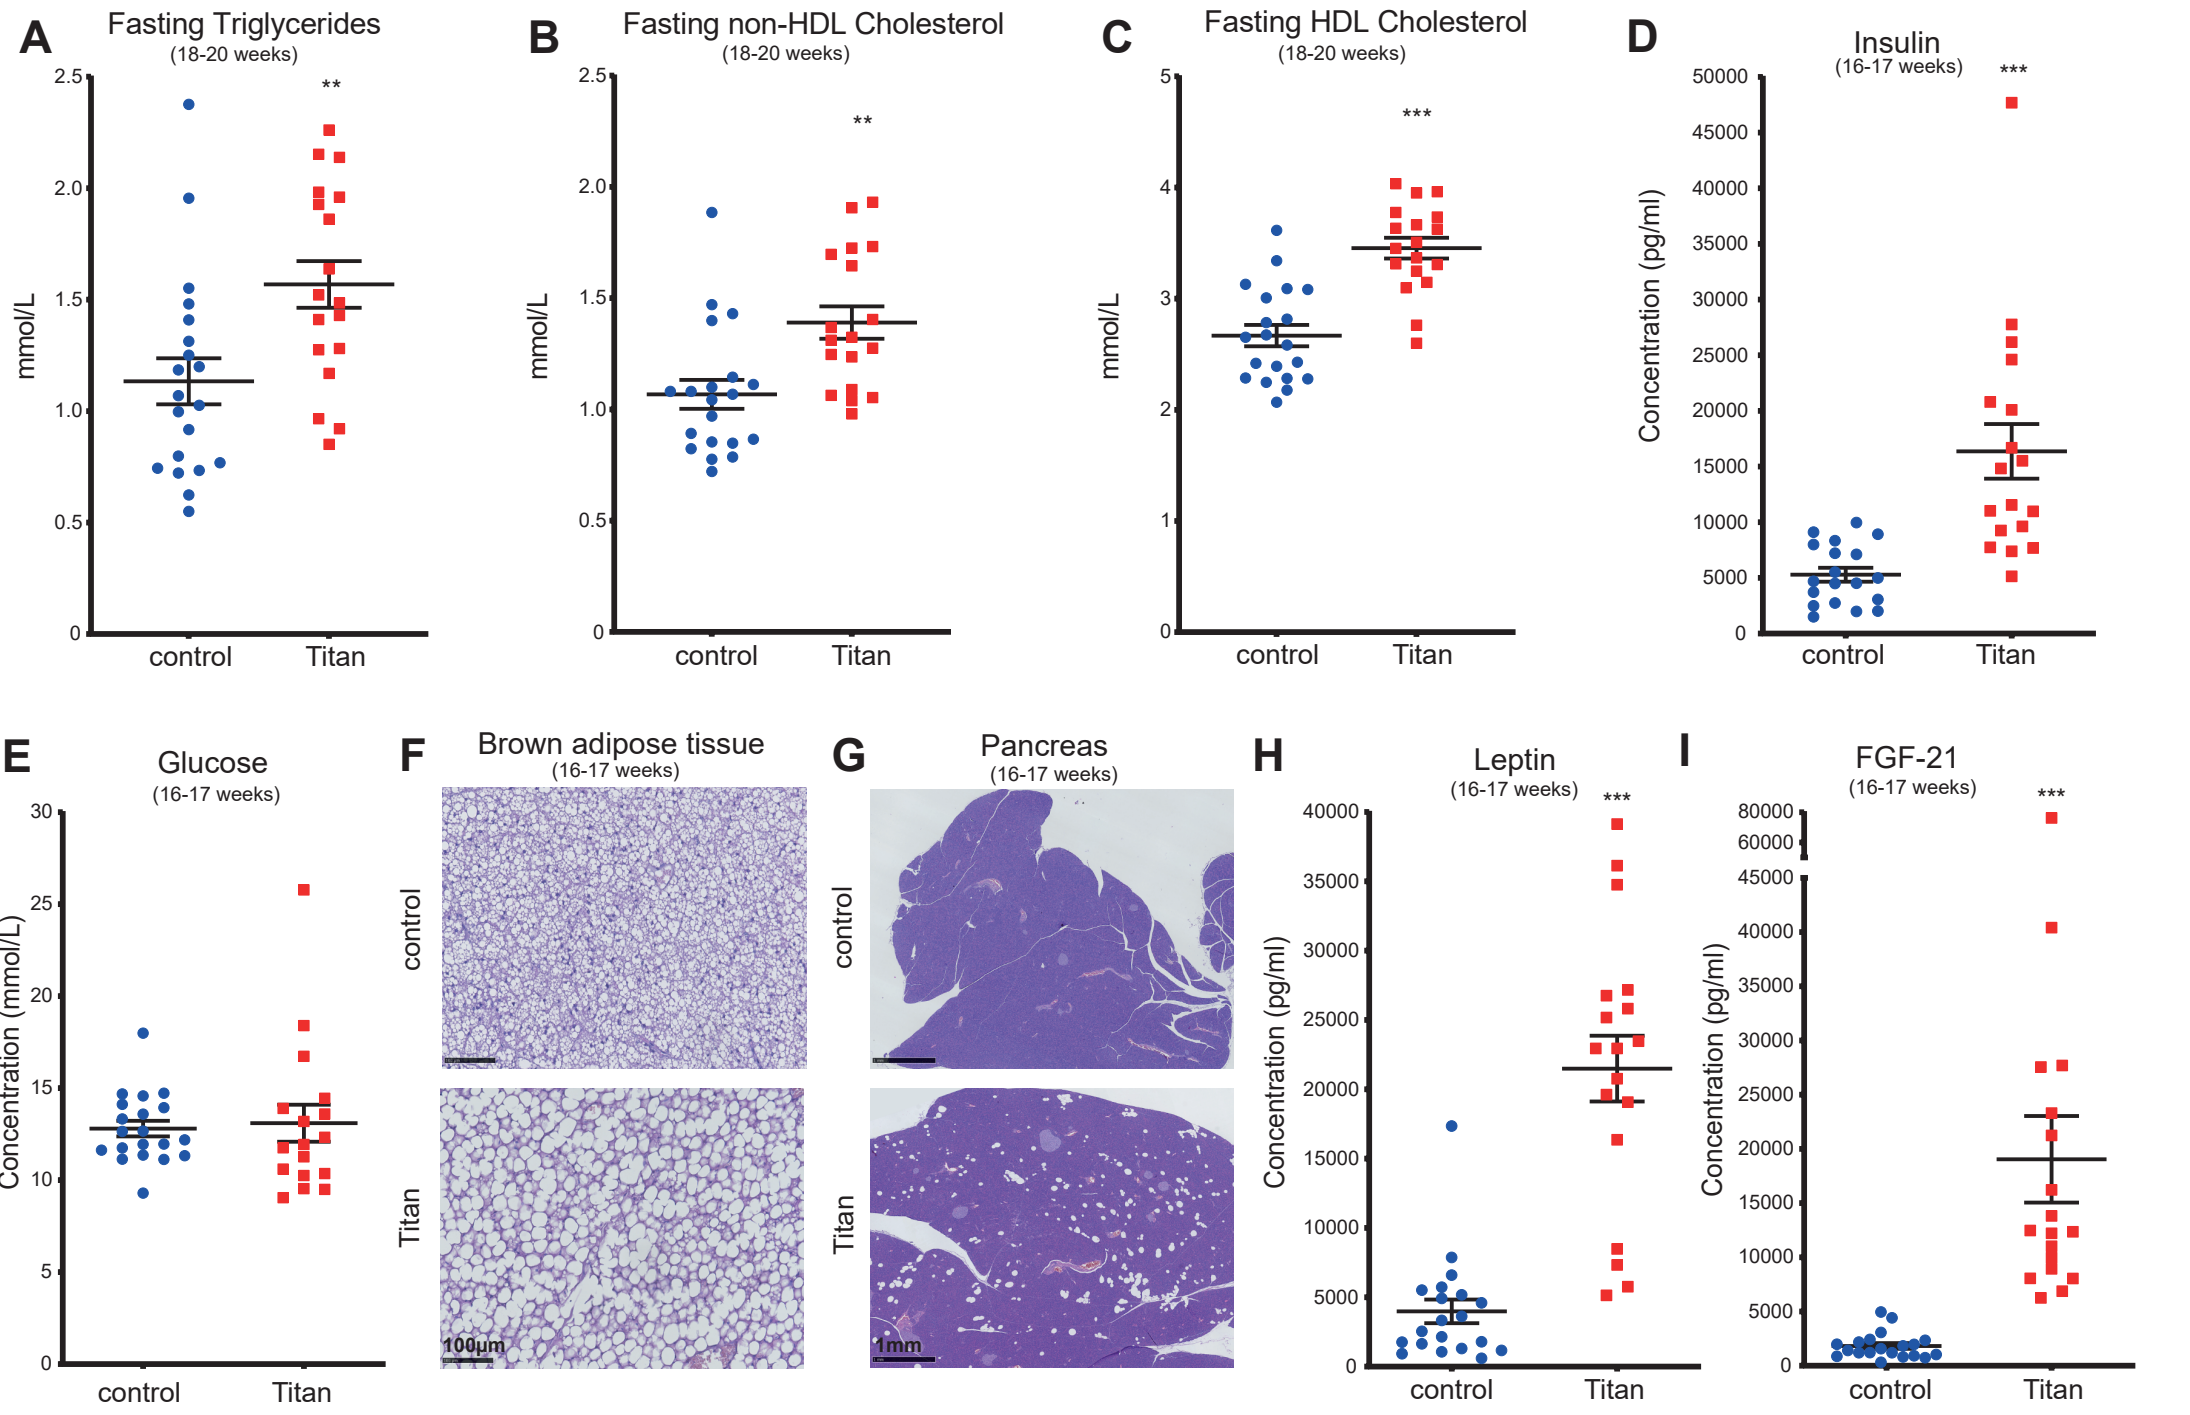 A
Fasting Triglycerides
(18-20 weeks)
**
2.5
2.0
1.5
1.0
0.5
0
mmol/L
control
Titan
B
Fasting non-HDL Cholesterol
(18-20 weeks)
**
2.5
2.0
1.5
1.0
0.5
0
mmol/L
control
Titan
C
Fasting HDL Cholesterol
(18-20 weeks)
***
5
4
3
2
1
0
mmol/L
control
Titan
D
Insulin
(16-17 weeks)
***
50000
45000
40000
35000
30000
25000
20000
15000
10000
5000
0
Concentration (pg/ml)
control
Titan
E
Glucose
(16-17 weeks)
30
25
20
15
10
5
0
Concentration (mmol/L)
control
Titan
F
Brown adipose tissue
(16-17 weeks)
control
Titan
100µm
G
Pancreas
(16-17 weeks)
control
Titan
1mm
H
Leptin
(16-17 weeks)
***
40000
35000
30000
25000
20000
15000
10000
5000
0
Concentration (pg/ml)
control
Titan
I
FGF-21
(16-17 weeks)
***
80000
60000
45000
40000
35000
30000
25000
20000
15000
10000
5000
0
Concentration (pg/ml)
control
Titan